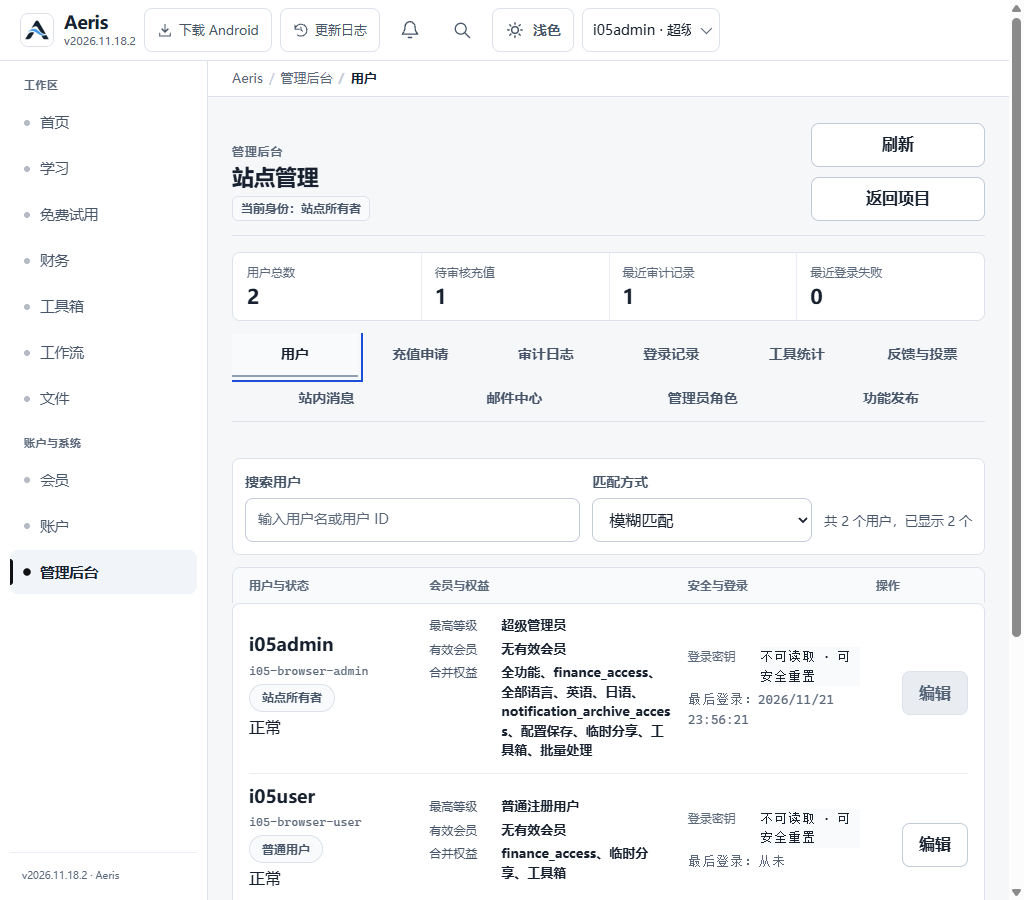 Aeris
v2026.11.18.2
下载 Android
更新日志
浅色
i05admin · 超级
工作区
首页
学习
免费试用
财务
工具箱
工作流
文件
账户与系统
会员
账户
管理后台
v2026.11.18.2 · Aeris
Aeris / 管理后台 / 用户
管理后台
站点管理
当前身份：站点所有者
刷新
返回项目
用户总数
2
待审核充值
1
最近审计记录
1
最近登录失败
0
用户
充值申请
审计日志
登录记录
工具统计
反馈与投票
站内消息
邮件中心
管理员角色
功能发布
搜索用户
输入用户名或用户 ID
匹配方式
模糊匹配
共 2 个用户，已显示 2 个
用户与状态
会员与权益
安全与登录
操作
i05admin
i05-browser-admin
站点所有者
正常
最高等级 超级管理员
有效会员 无有效会员
合并权益 全功能、finance_access、
全部语言、英语、日语、
notification_archive_acces
s、配置保存、临时分享、工
具箱、批量处理
登录密钥 不可读取 · 可
安全重置
最后登录：2026/11/21
23:56:21
编辑
i05user
i05-browser-user
普通用户
正常
最高等级 普通注册用户
有效会员 无有效会员
合并权益 finance_access、临时分
享、工具箱
登录密钥 不可读取 · 可
安全重置
最后登录：从未
编辑